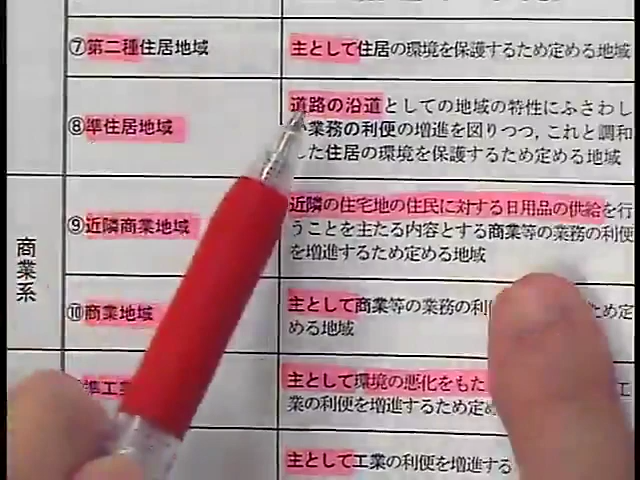 ⑦第二種住居地域
主として住居の環境を保護するため定める地域
⑧準住居地域
道路の沿道としての地域の特性にふさわし
業務の利便の増進を図りつつ，これと調和
した住居の環境を保護するため定める地域
商業系
⑨近隣商業地域
近隣の住宅地の住民に対する日用品の供給を行
うことを主たる内容とする商業等の業務の利便
を増進するため定める地域
⑩商業地域
主として商業等の業務の利 ため定
める地域
準工
主として環境の悪化をもた
業の利便を増進するため定め
主として工業の利便を増進する